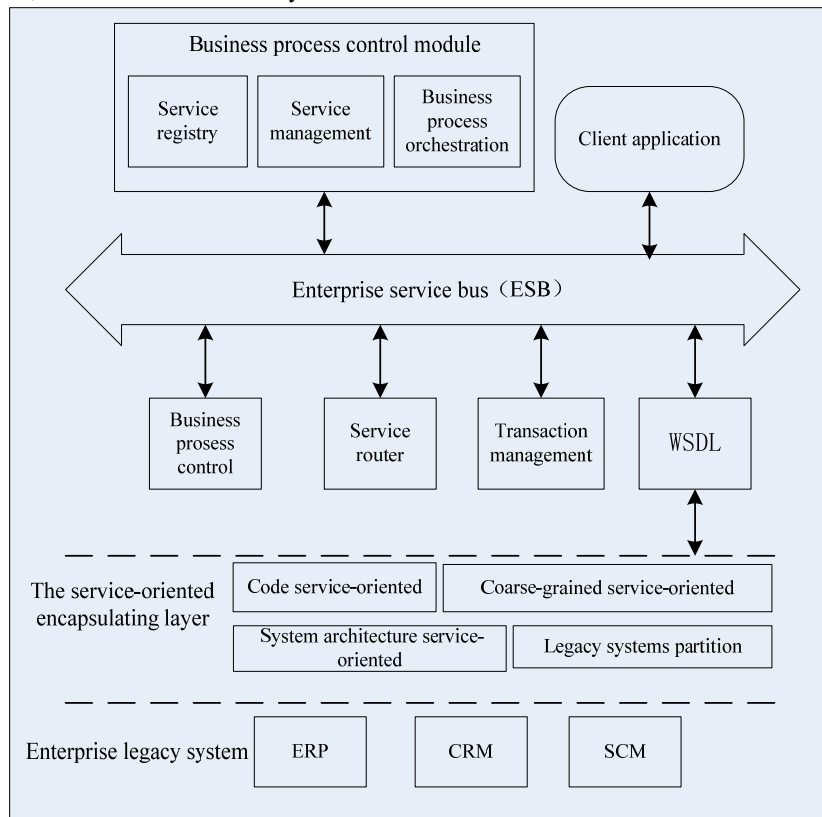 Business process control module
Service
registry
Service
management
Business
process
orchestration
Client application
Enterprise service bus（ESB）
Business
prosess
control
Service
router
Transaction
management
WSDL
The service-oriented
encapsulating layer
Code service-oriented
Coarse-grained service-oriented
System architecture service-
oriented
Legacy systems partition
Enterprise legacy system
ERP
CRM
SCM